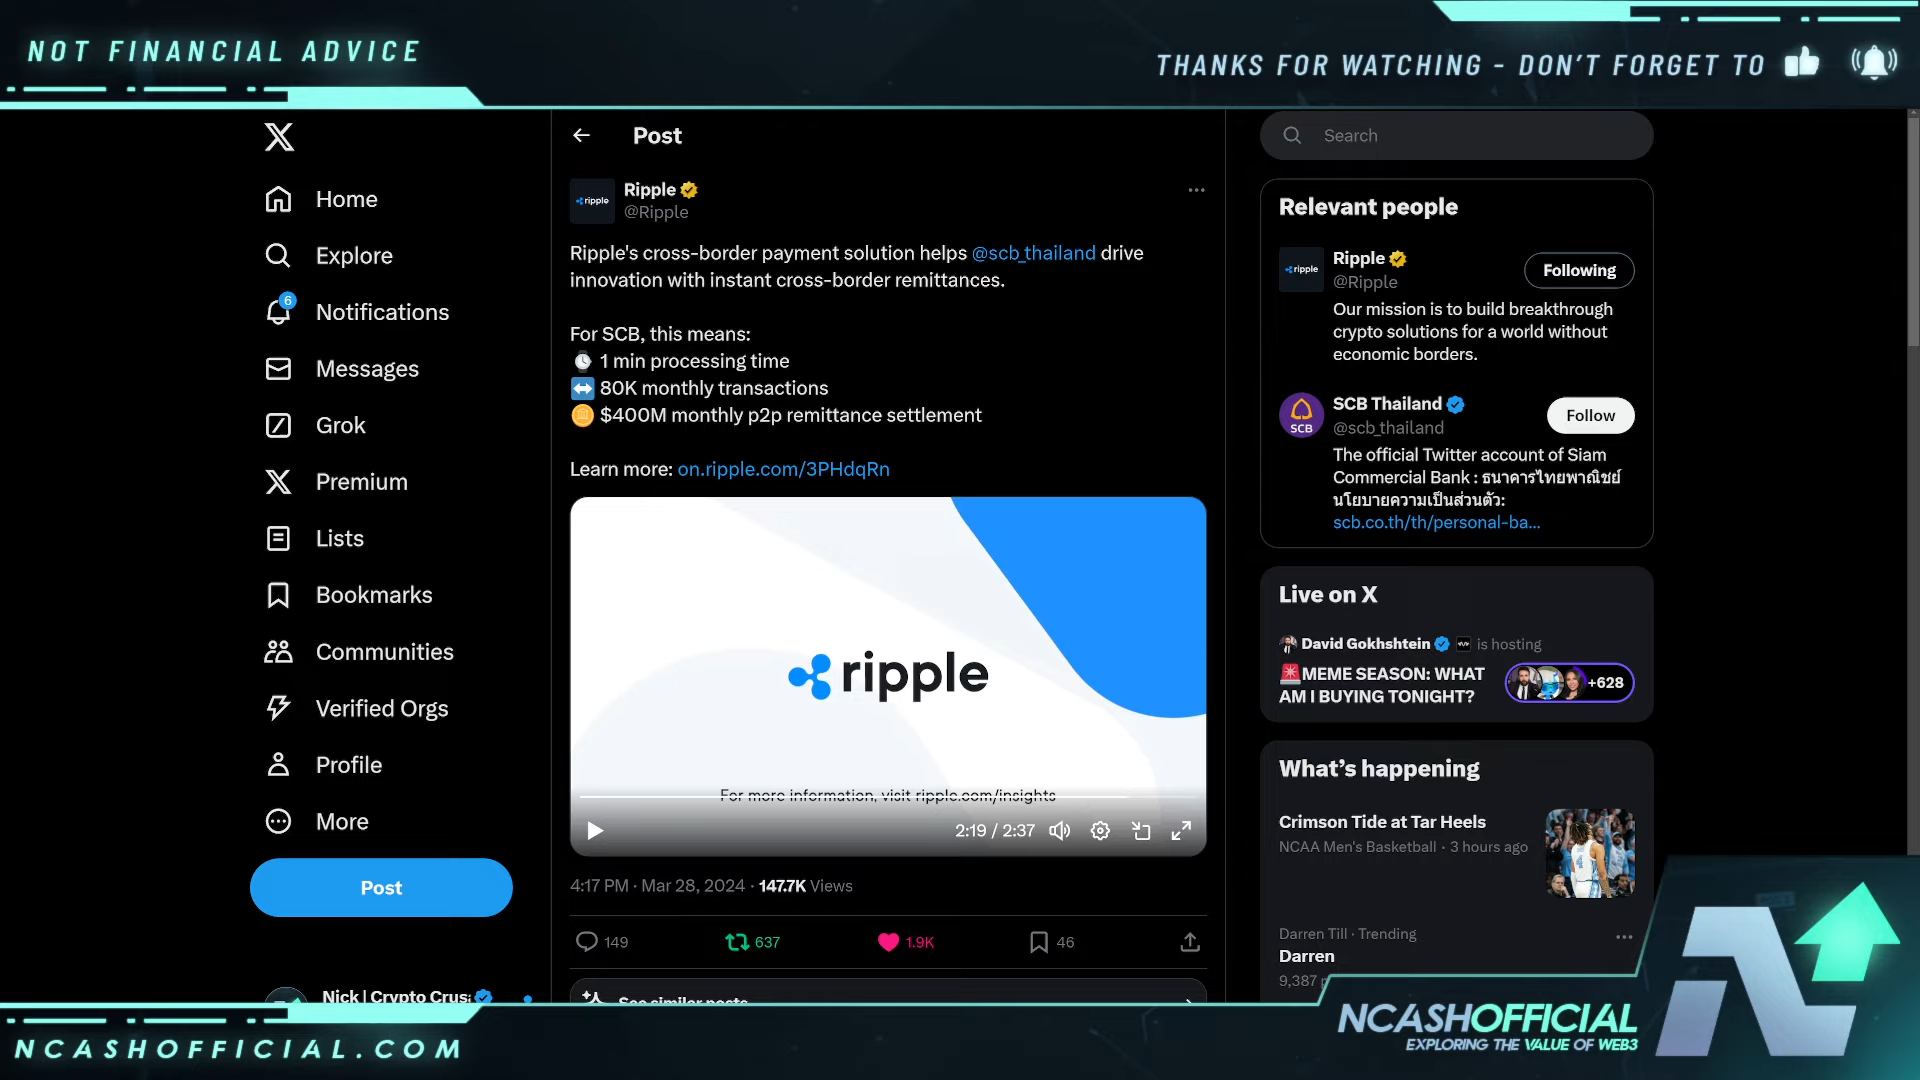 NOT FINANCIAL ADVICE
THANKS FOR WATCHING - DON'T FORGET TO
Home
Explore
6
Notifications
Messages
Grok
Premium
Lists
Bookmarks
Communities
Verified Orgs
Profile
More
Post
Nick | Crypto Crus
Post
ripple
Ripple
@Ripple
Ripple's cross-border payment solution helps @scb_thailand drive
innovation with instant cross-border remittances.
For SCB, this means:
1 min processing time
80K monthly transactions
$400M monthly p2p remittance settlement
Learn more: on.ripple.com/3PHdqRn
ripple
For more information, visit ripple.com/insights
2:19 / 2:37
4:17 PM · Mar 28, 2024 · 147.7K Views
149
637
1.9K
46
See similar posts
Search
Relevant people
ripple
Ripple
@Ripple
Following
Our mission is to build breakthrough
crypto solutions for a world without
economic borders.
SCB
SCB Thailand
@scb_thailand
Follow
The official Twitter account of Siam
Commercial Bank : ธนาคารไทยพาณิชย์
นโยบายความเป็นส่วนตัว:
scb.co.th/th/personal-ba...
Live on X
David Gokhshtein is hosting
MEME SEASON: WHAT
AM I BUYING TONIGHT?
+628
What's happening
Crimson Tide at Tar Heels
NCAA Men's Basketball · 3 hours ago
Darren Till · Trending
Darren
9,387
NCASHOFFICIAL.COM
NCASHOFFICIAL
EXPLORING THE VALUE OF WEB3